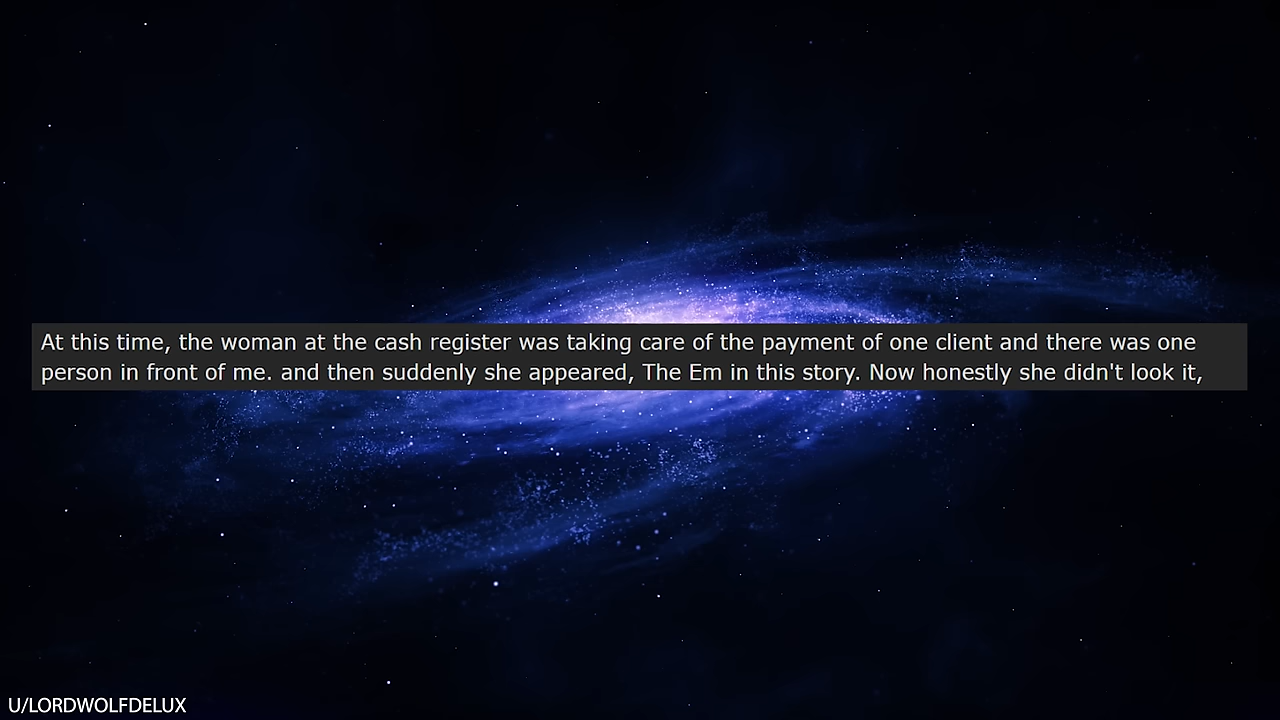 At this time, the woman at the cash register was taking care of the payment of one client and there was one
person in front of me. and then suddenly she appeared, The Em in this story. Now honestly she didn't look it,
U/LORDWOLFDELUX